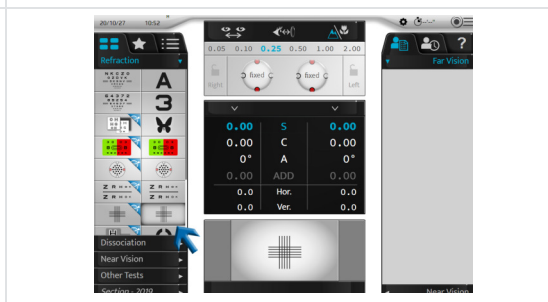 20/10/27 10:52
Refraction
A
3
Dissociation
Near Vision
Other Tests
Section - 2019
0.05 0.10 0.25 0.50 1.00 2.00
Right fixed fixed Left
0.00 S 0.00
0.00 C 0.00
0° A 0°
0.00 ADD 0.00
0.0 Hor. 0.0
0.0 Ver. 0.0
?
Far Vision
Near Vision